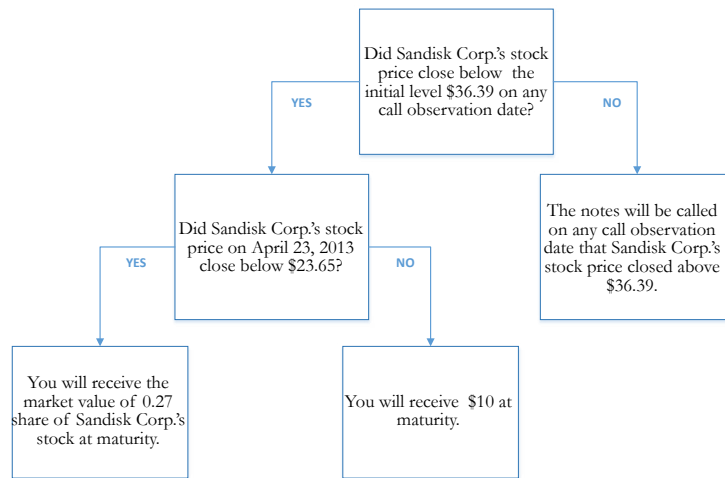 Did Sandisk Corp.'s stock
price close below the
initial level $36.39 on any
call observation date?
YES
NO
Did Sandisk Corp.'s stock
price on April 23, 2013
close below $23.65?
The notes will be called
on any call observation
date that Sandisk Corp.'s
stock price closed above
$36.39.
YES
NO
You will receive the
market value of 0.27
share of Sandisk Corp.'s
stock at maturity.
You will receive $10 at
maturity.